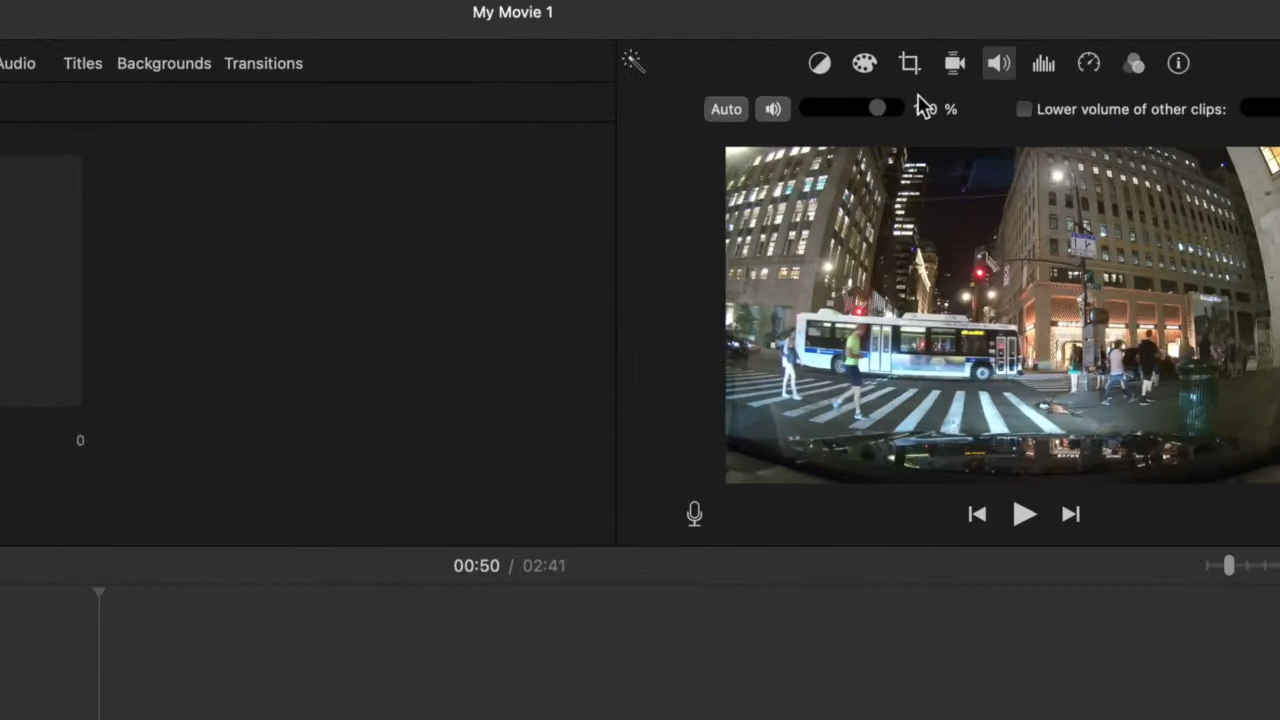 My Movie 1
Audio Titles Backgrounds Transitions
Auto % Lower volume of other clips:
0
00:50 / 02:41